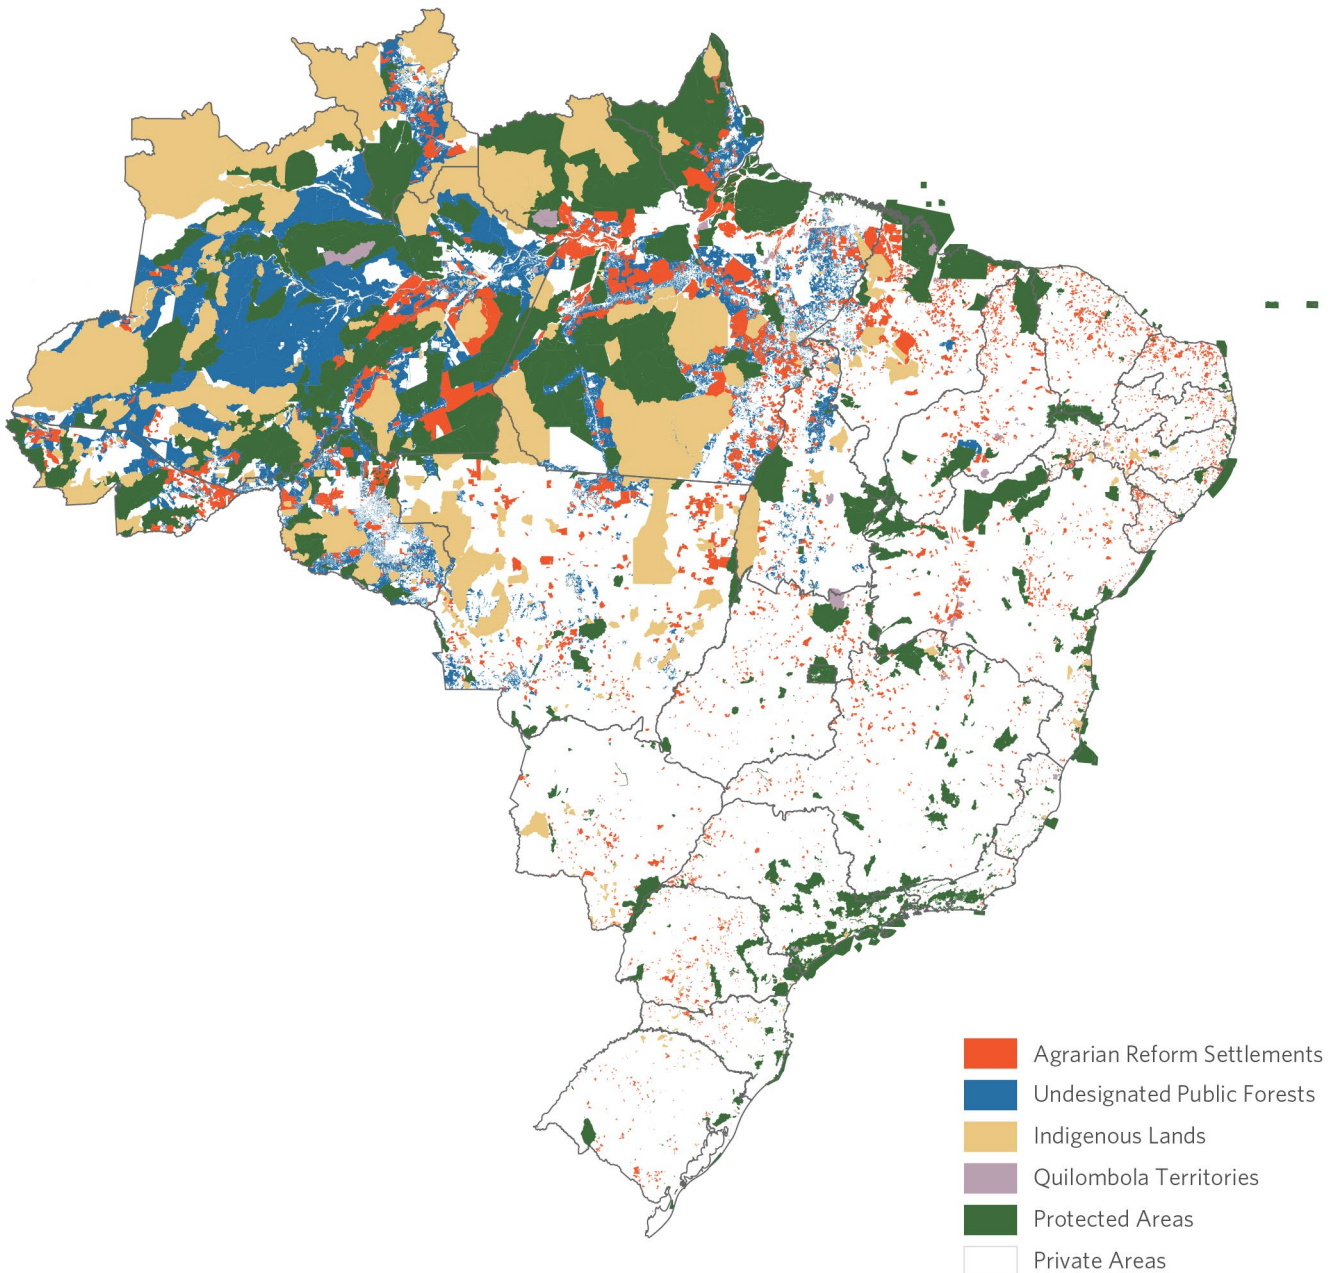 Agrarian Reform Settlements
Undesignated Public Forests
Indigenous Lands
Quilombola Territories
Protected Areas
Private Areas